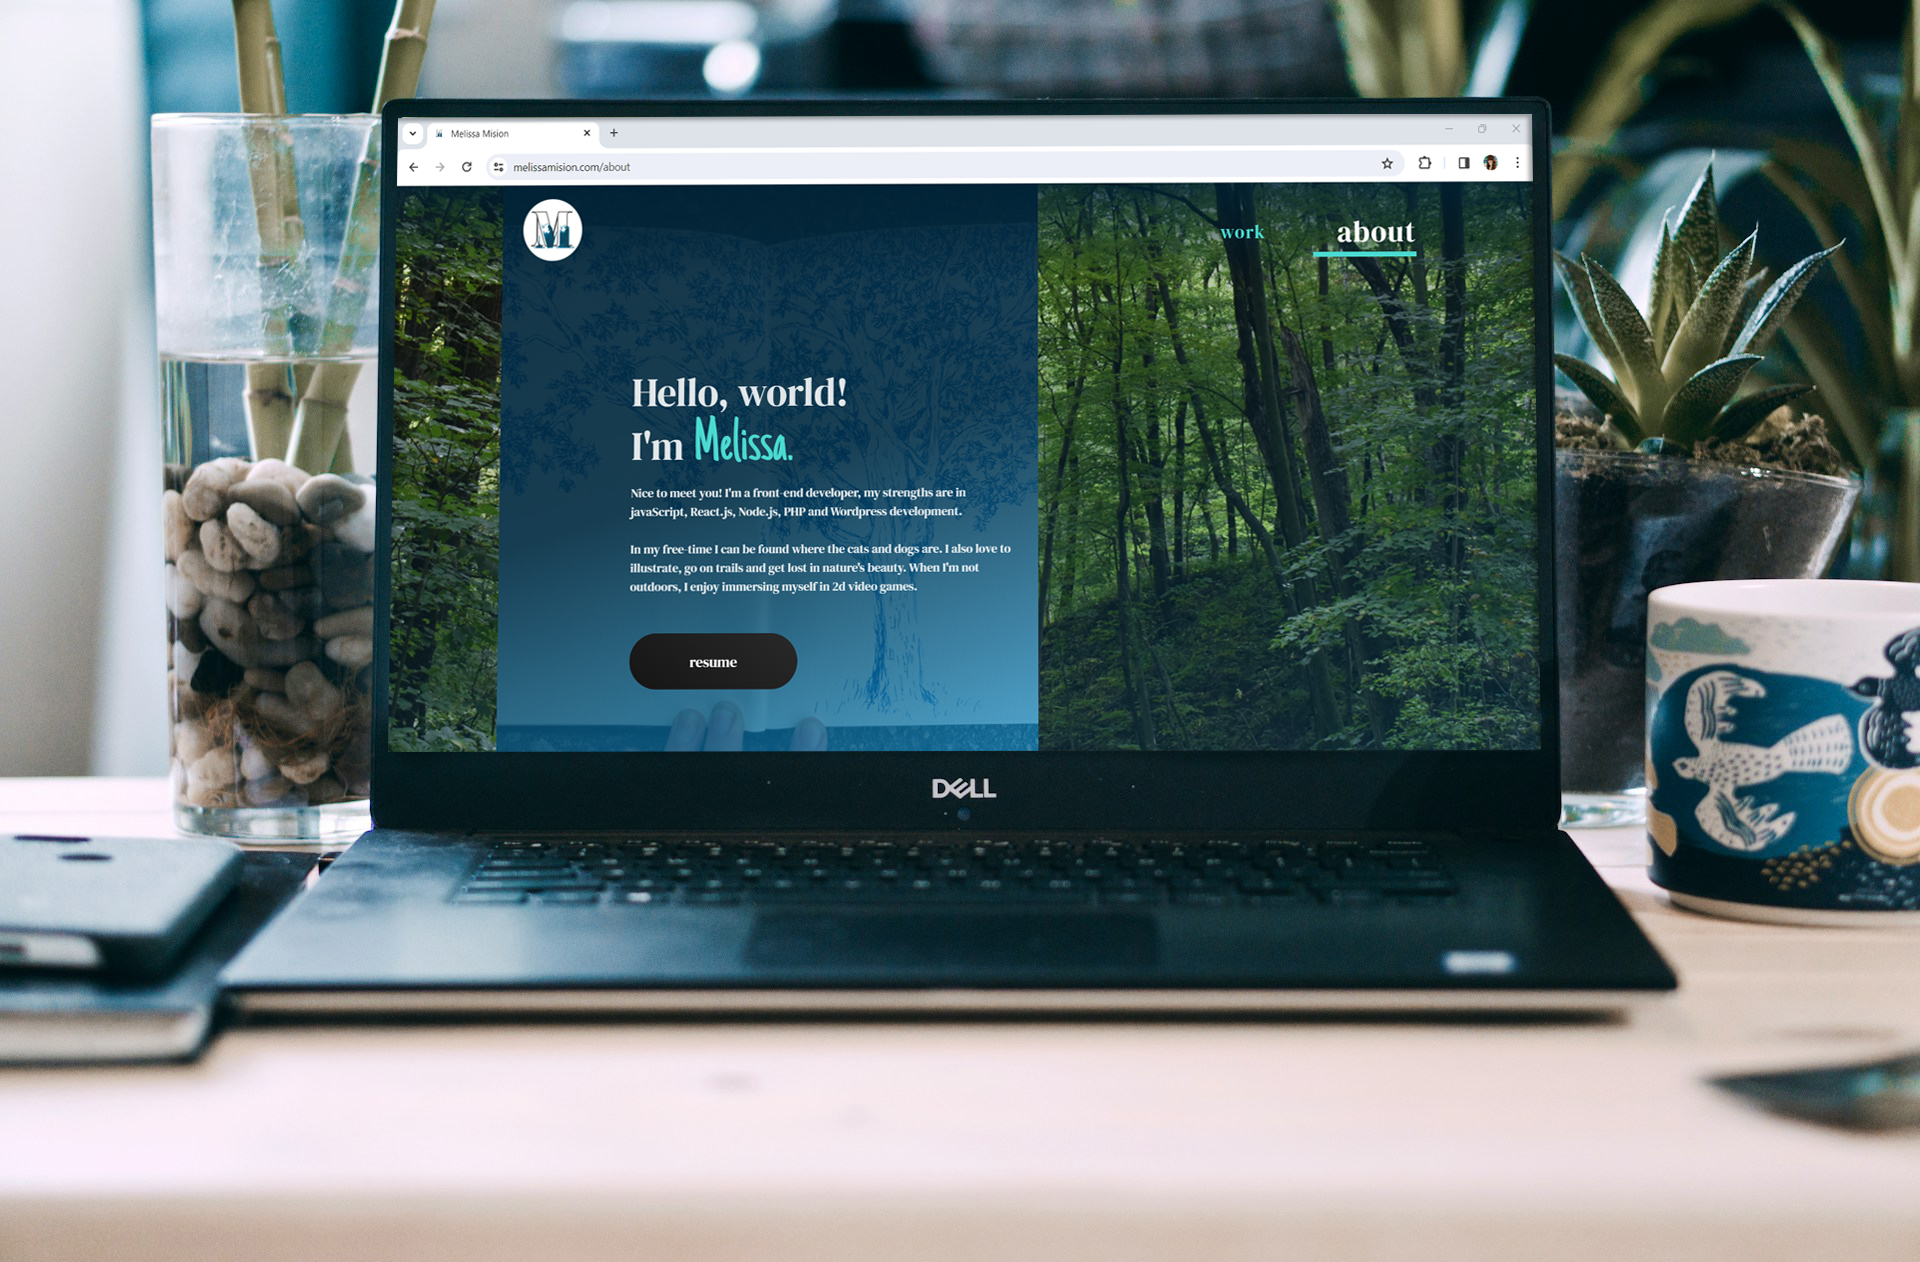 Melissa Mision
melissamision.com/about
M
work
about
Hello, world!
I'm Melissa.
Nice to meet you! I'm a front-end developer, my strengths are in
javaScript, React.js, Node.js, PHP and Wordpress development.
In my free-time I can be found where the cats and dogs are. I also love to
illustrate, go on trails and get lost in nature's beauty. When I'm not
outdoors, I enjoy immersing myself in 2d video games.
resume
DELL